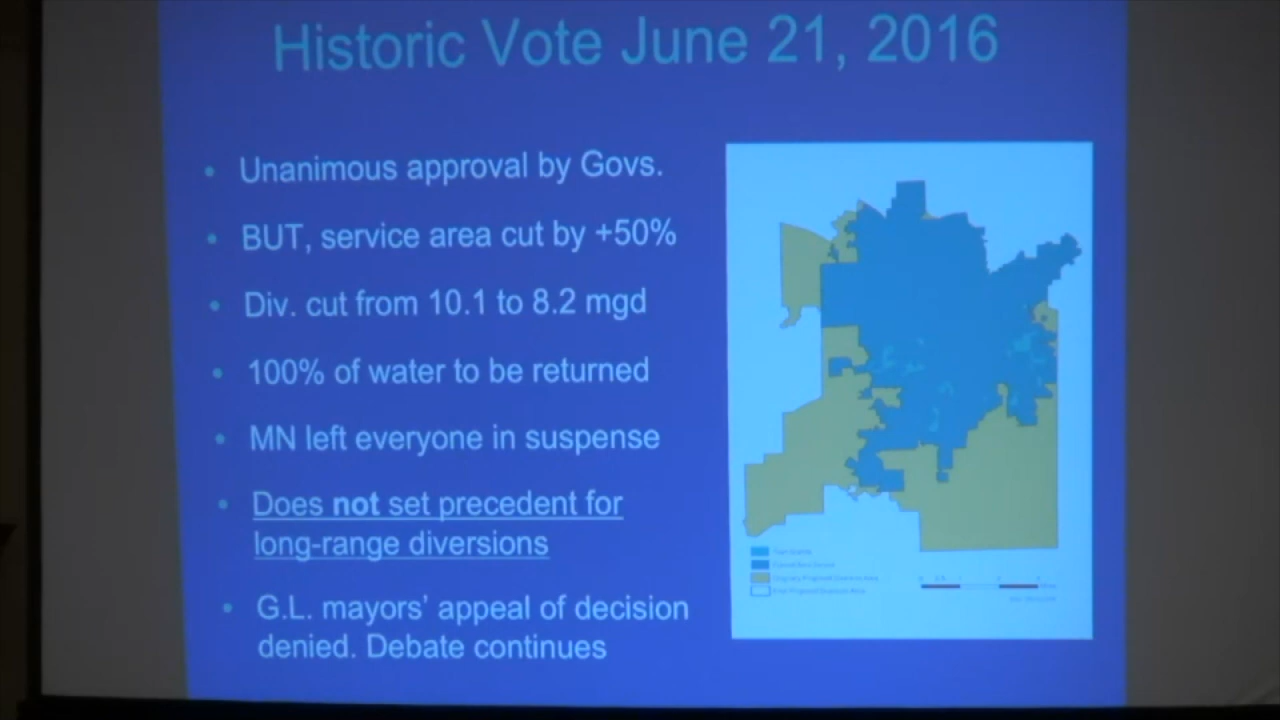 Historic Vote June 21, 2016
• Unanimous approval by Govs.
• BUT, service area cut by +50%
• Div. cut from 10.1 to 8.2 mgd
• 100% of water to be returned
• MN left everyone in suspense
• Does not set precedent for
long-range diversions
• G.L. mayors’ appeal of decision
denied. Debate continues